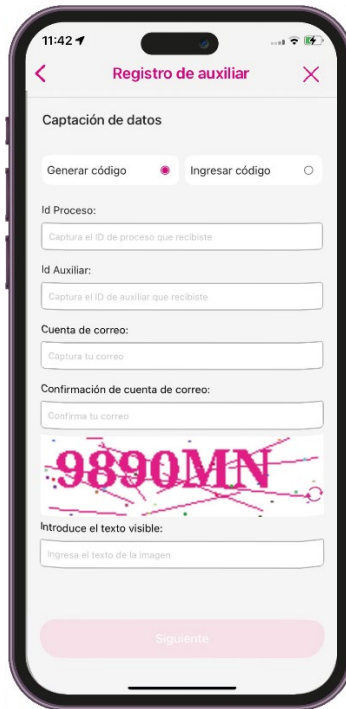 11:42
Registro de auxiliar
Captación de datos
Generar código
Ingresar código
Id Proceso:
Captura el ID de proceso que recibiste
Id Auxiliar:
Captura el ID de auxiliar que recibiste
Cuenta de correo:
Captura tu correo
Confirmación de cuenta de correo:
Confirma tu correo
9890MN
Introduce el texto visible:
Ingresa el texto de la imagen
Siguiente